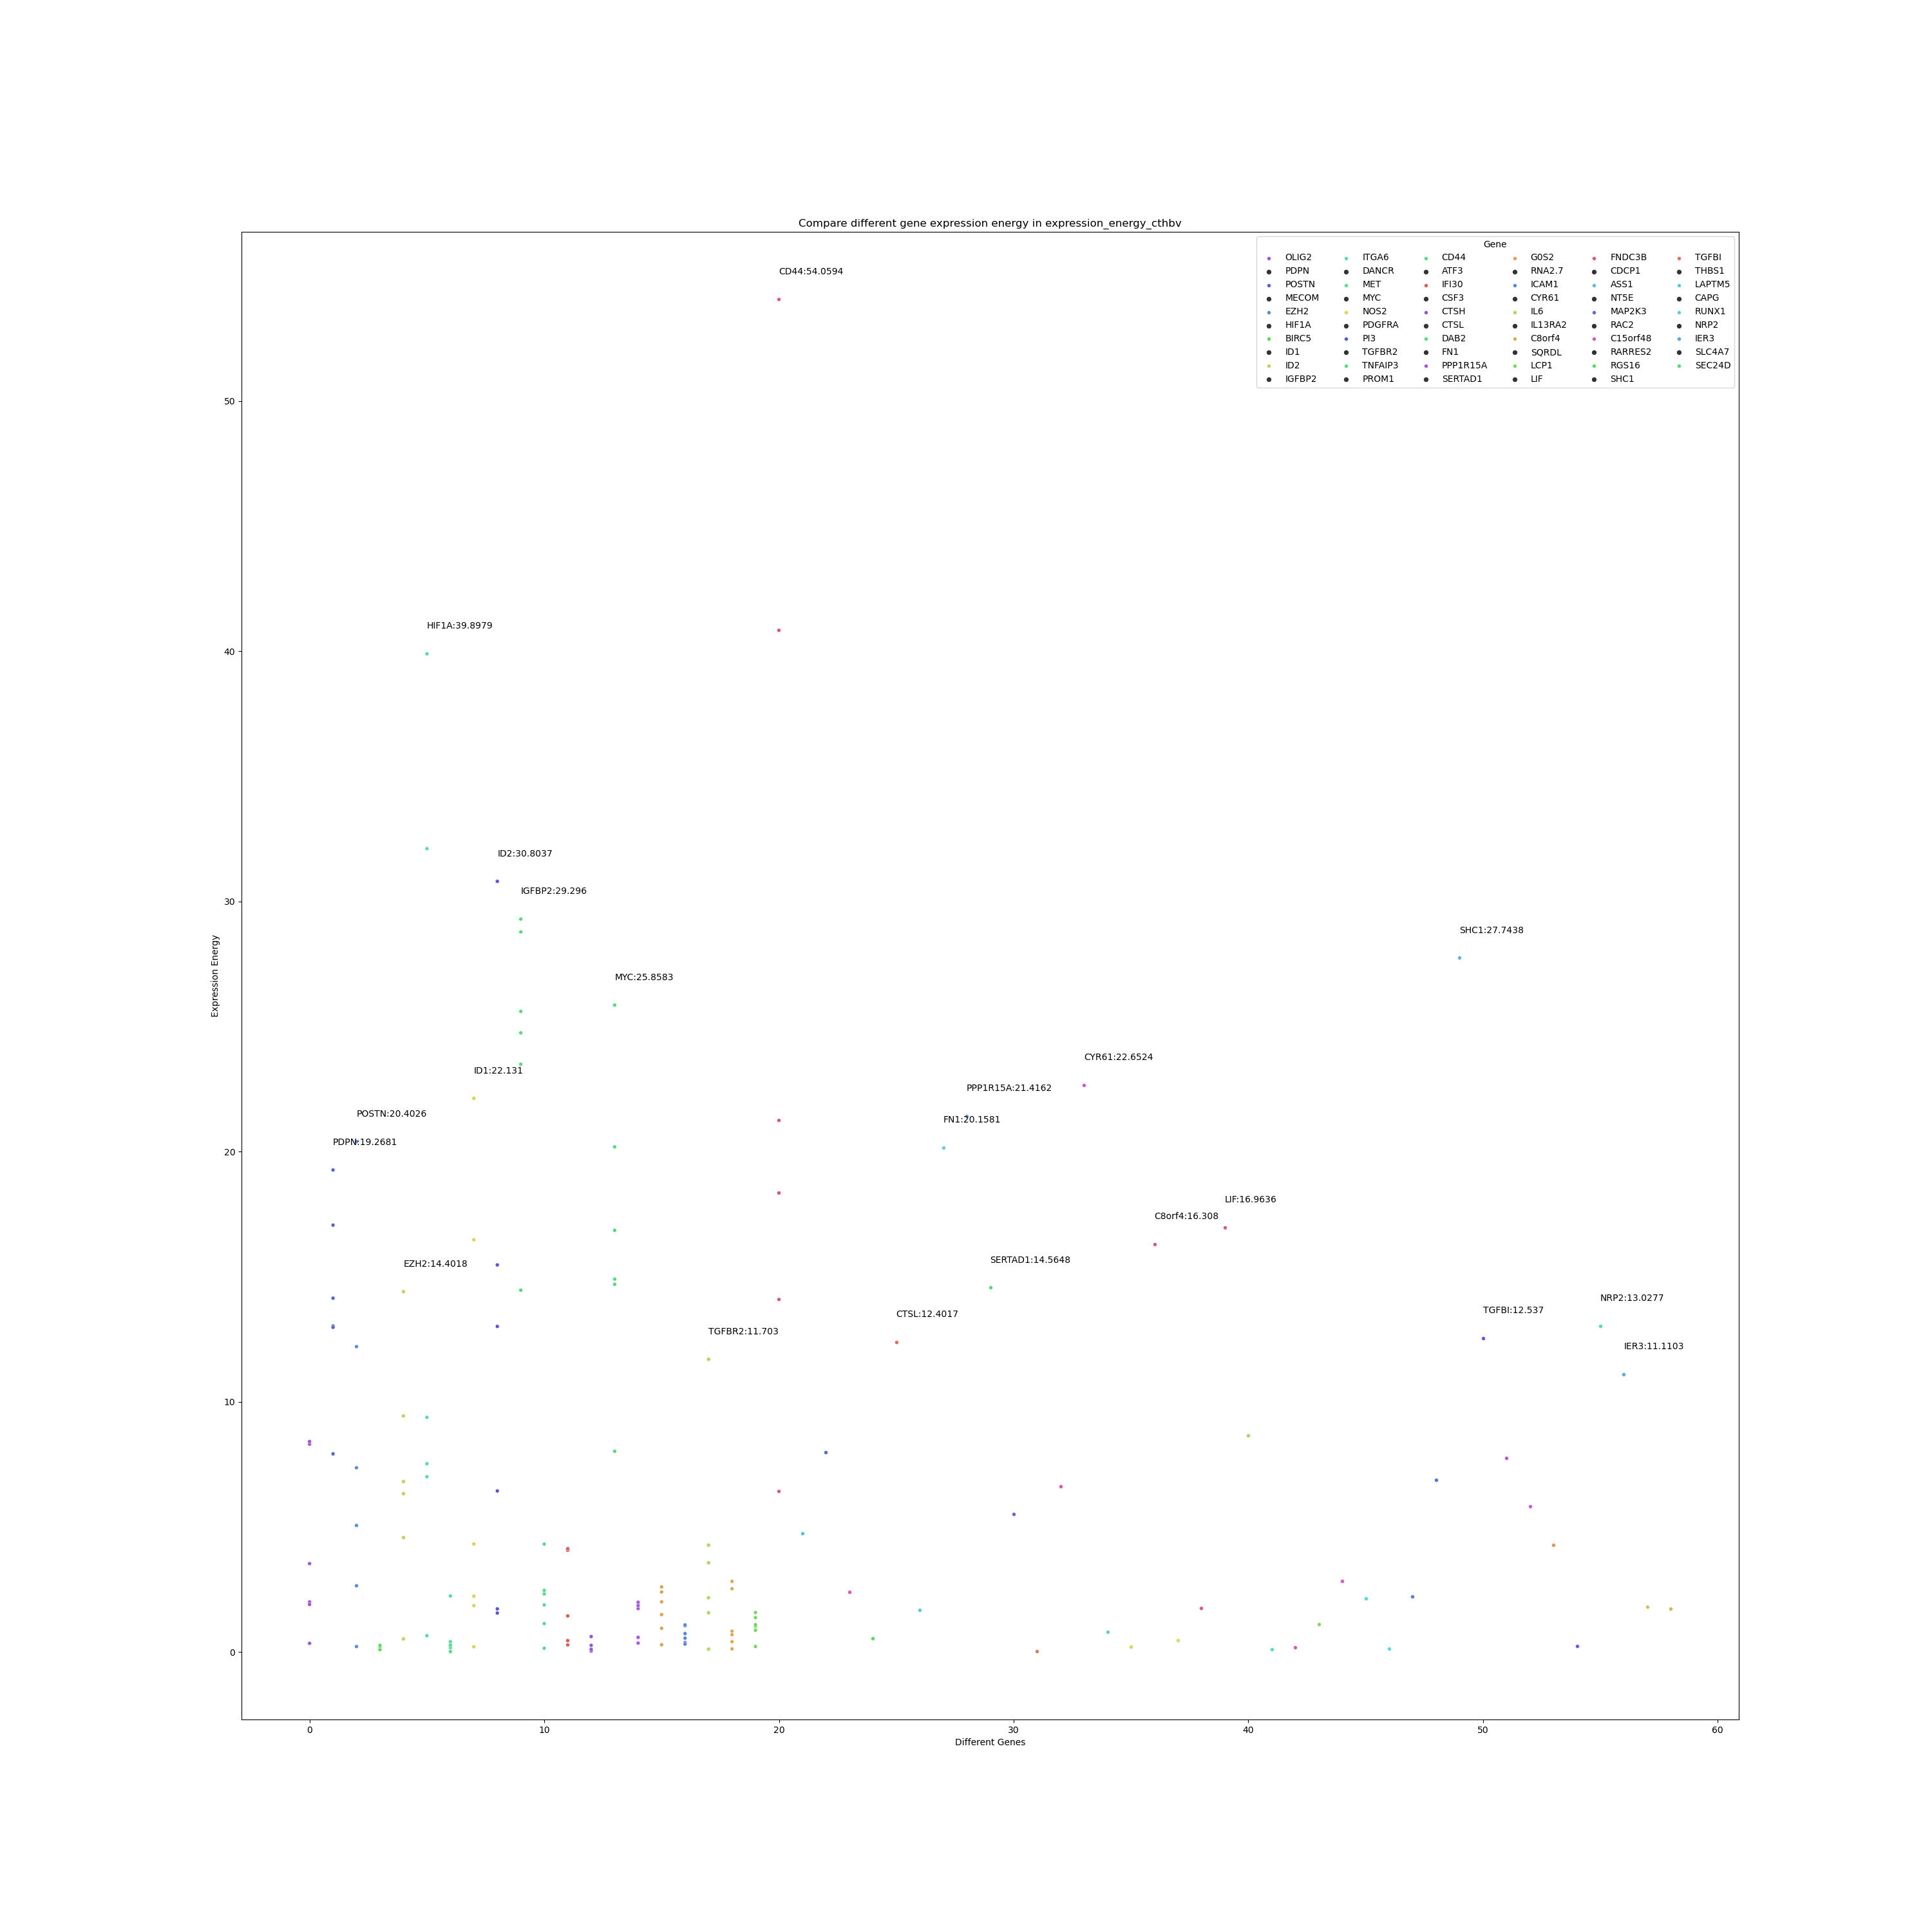 Compare different gene expression energy in expression_energy_cthbv
Gene
OLIG2 ITGA6 CD44 G0S2 FNDC3B TGFBI
PDPN DANCR ATF3 RNA2.7 CDCP1 THBS1
POSTN MET IFI30 ICAM1 ASS1 LAPTM5
MECOM MYC CSF3 CYR61 NT5E CAPG
EZH2 NOS2 CTSH IL6 MAP2K3 RUNX1
HIF1A PDGFRA CTSL IL13RA2 RAC2 NRP2
BIRC5 PI3 DAB2 C8orf4 C15orf48 IER3
ID1 TGFBR2 FN1 SQRDL RARRES2 SLC4A7
ID2 TNFAIP3 PPP1R15A LCP1 RGS16 SEC24D
IGFBP2 PROM1 SERTAD1 LIF SHC1
CD44:54.0594
HIF1A:39.8979
ID2:30.8037
IGFBP2:29.296
SHC1:27.7438
MYC:25.8583
CYR61:22.6524
ID1:22.131
PPP1R15A:21.4162
POSTN:20.4026
FN1:20.1581
PDPN:19.2681
LIF:16.9636
C8orf4:16.308
EZH2:14.4018
SERTAD1:14.5648
NRP2:13.0277
CTSL:12.4017
TGFBI:12.537
TGFBR2:11.703
IER3:11.1103
50
40
30
20
10
0
Expression Energy
0 10 20 30 40 50 60
Different Genes